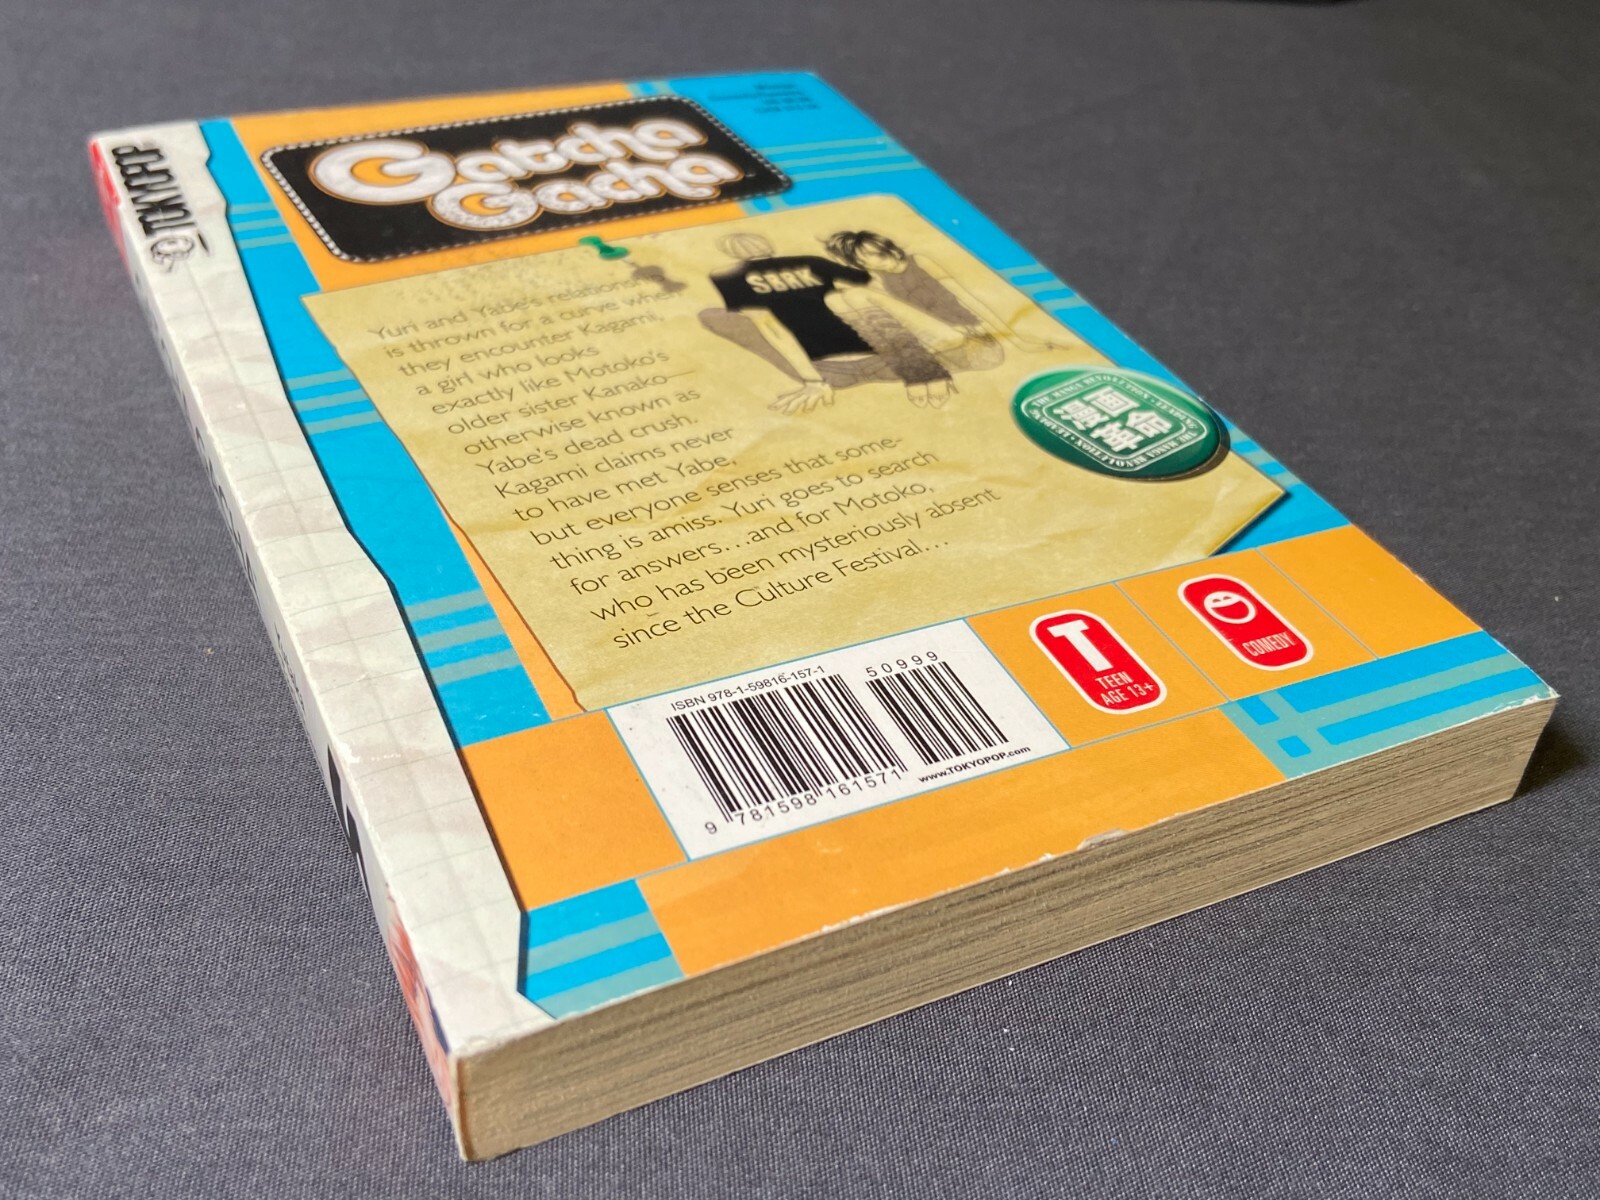 TOKYOPOP
Gatcha
Gacha
SBRK
Yuri and Yabe's
is thrown for a curve when
they encounter Kagami,
a girl who looks
exactly like Motoko's
older sister Kanako—
otherwise known as
Yabe's dead crush.
Kagami claims never
to have met Yabe,
but everyone senses that some-
thing is amiss. Yuri goes to search
for answers...and for Motoko,
who has been mysteriously absent
since the Culture Festival....
THE MANGA REVOLUTION
LEADING
THE MANGA REVOLUTION
漫画
革命
ISBN 978-1-59816-157-1
50999
9 781598 161571
www.TOKYOPOP.com
T
TEEN
AGE 13+
COMEDY